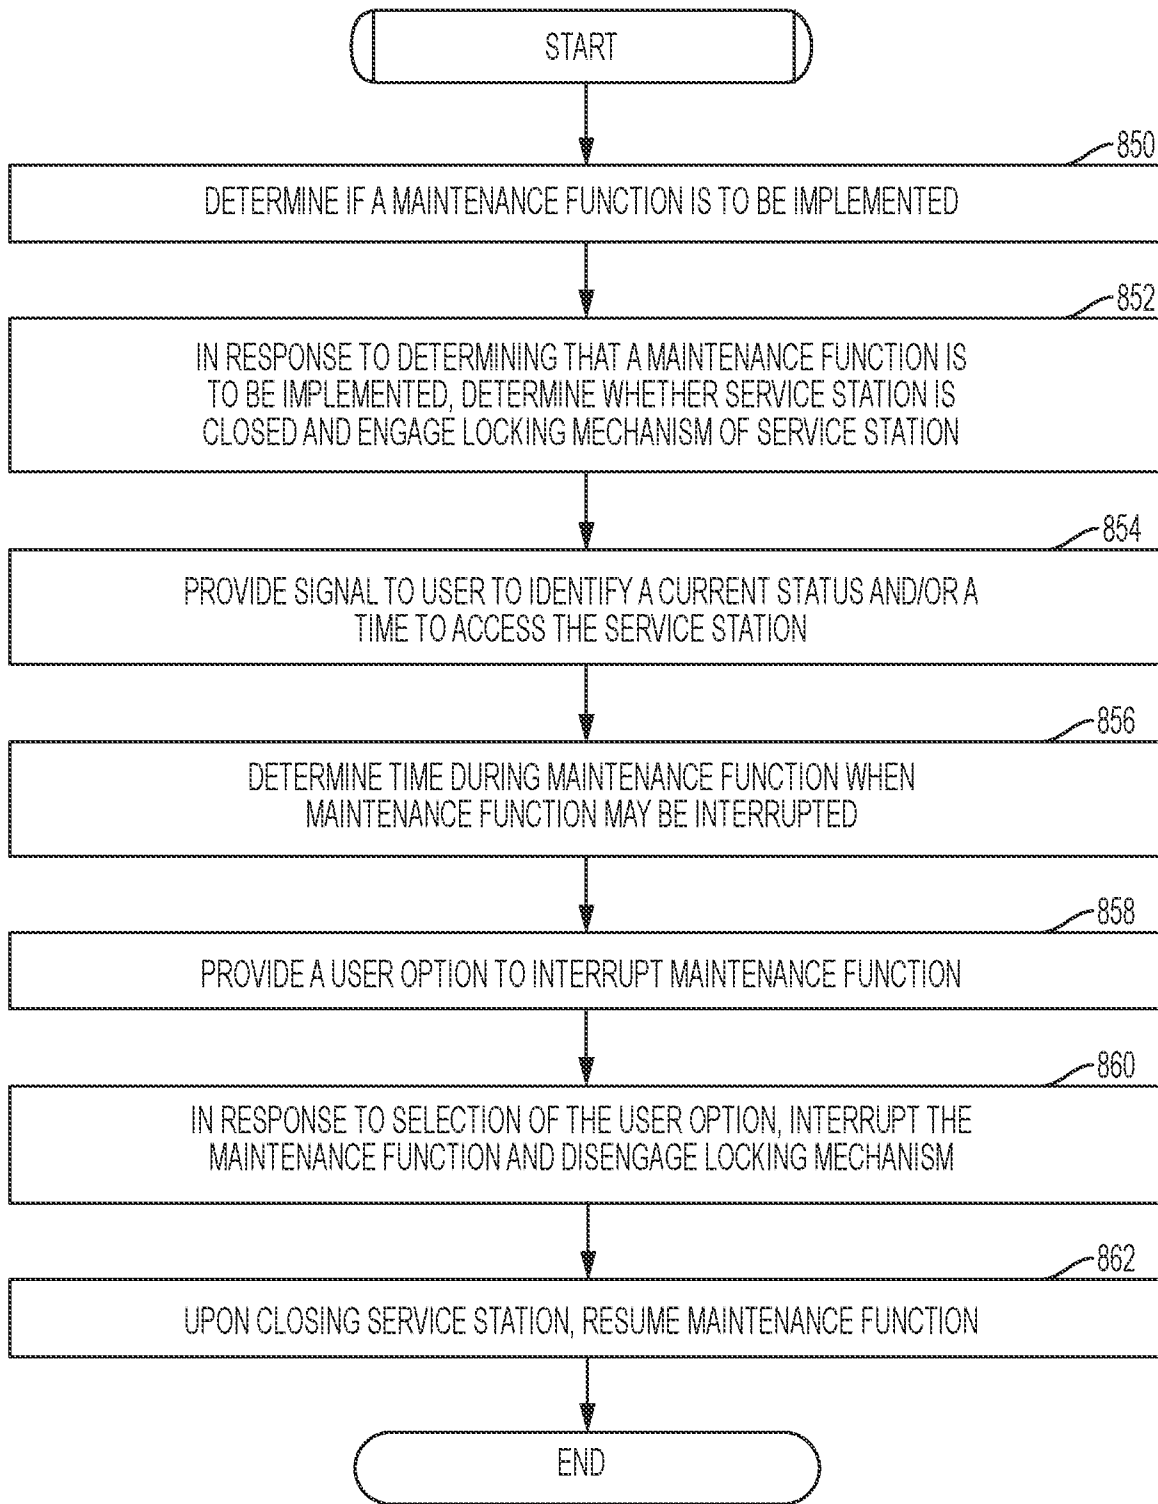 START
850
DETERMINE IF A MAINTENANCE FUNCTION IS TO BE IMPLEMENTED
852
IN RESPONSE TO DETERMINING THAT A MAINTENANCE FUNCTION IS
TO BE IMPLEMENTED, DETERMINE WHETHER SERVICE STATION IS
CLOSED AND ENGAGE LOCKING MECHANISM OF SERVICE STATION
854
PROVIDE SIGNAL TO USER TO IDENTIFY A CURRENT STATUS AND/OR A
TIME TO ACCESS THE SERVICE STATION
856
DETERMINE TIME DURING MAINTENANCE FUNCTION WHEN
MAINTENANCE FUNCTION MAY BE INTERRUPTED
858
PROVIDE A USER OPTION TO INTERRUPT MAINTENANCE FUNCTION
860
IN RESPONSE TO SELECTION OF THE USER OPTION, INTERRUPT THE
MAINTENANCE FUNCTION AND DISENGAGE LOCKING MECHANISM
862
UPON CLOSING SERVICE STATION, RESUME MAINTENANCE FUNCTION
END